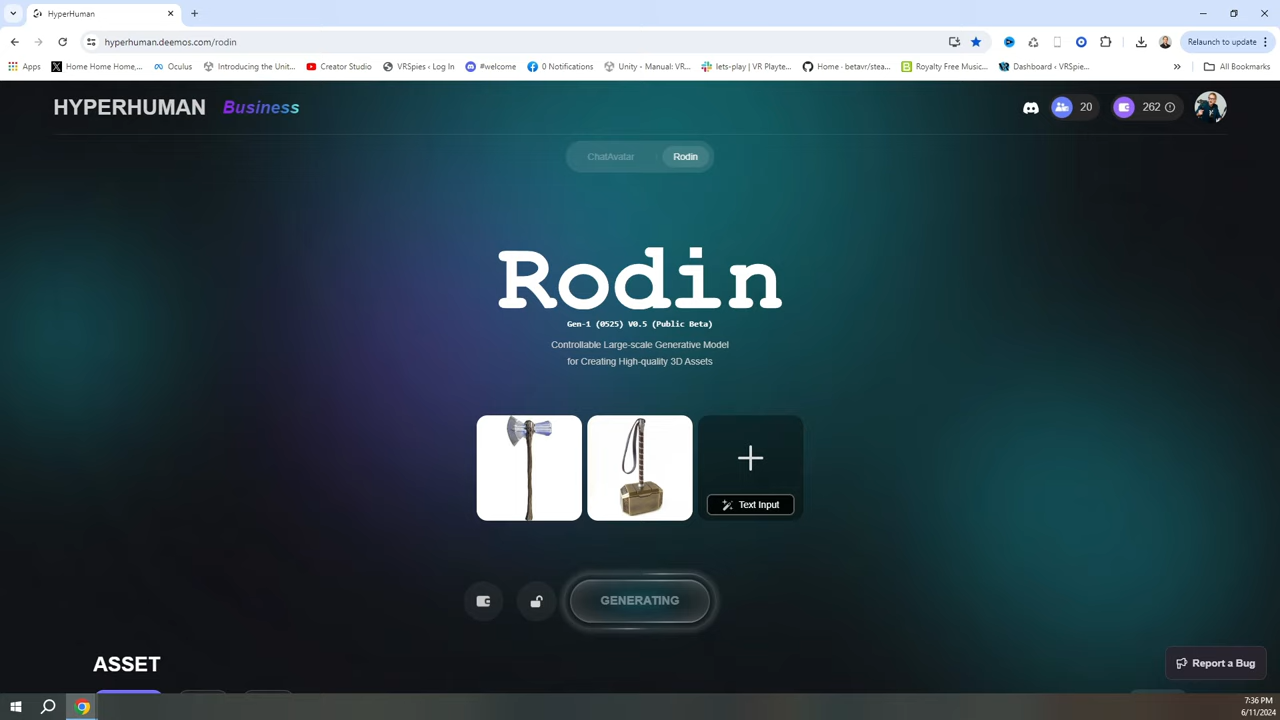 HyperHuman
hyperhuman.deemos.com/rodin
Relaunch to update
Apps
Home Home Home,...
Oculus
Introducing the Unit...
Creator Studio
VRSpies ‹ Log In
#welcome
0 Notifications
Unity - Manual: VR...
lets-play | VR Playte...
Home · betavr/stea...
Royalty Free Music...
Dashboard ‹ VRSpie...
All Bookmarks
HYPERHUMAN
Business
20
262
ChatAvatar
Rodin
Rodin
Gen-1 (0525) V0.5 (Public Beta)
Controllable Large-scale Generative Model
for Creating High-quality 3D Assets
Text Input
GENERATING
ASSET
Report a Bug
7:36 PM
6/11/2024